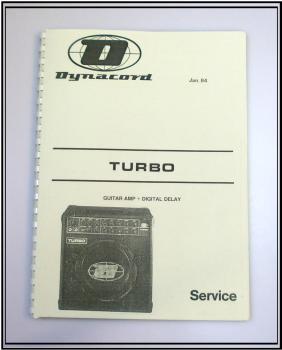 D
Dynacord
Jan. 84
TURBO
GUITAR AMP + DIGITAL DELAY
TURBO
Service